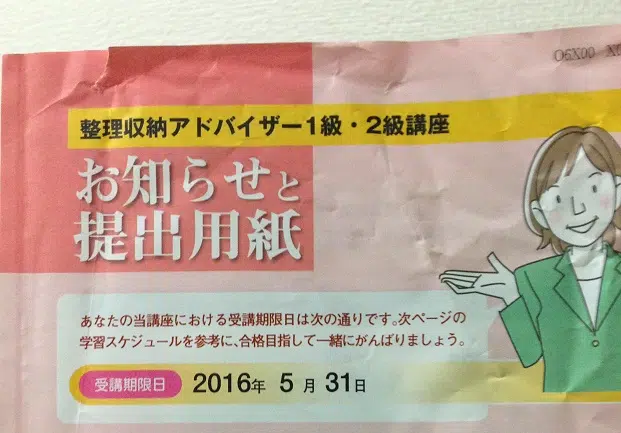 O6X00
整理収納アドバイザー1級・2級講座
お知らせと
提出用紙
あなたの当講座における受講期限日は次の通りです。次ページの
学習スケジュールを参考に、合格目指して一緒にがんばりましょう。
受講期限日 2016年 5月 31日